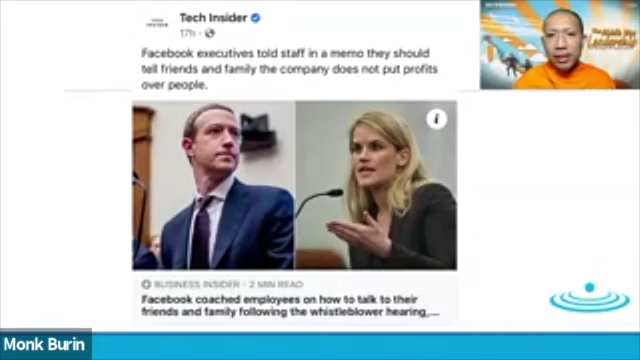 Tech Insider
17h
Facebook executives told staff in a memo they should
tell friends and family the company does not put profits
over people.
BUSINESS INSIDER · 2 MIN READ
Facebook coached employees on how to talk to their
friends and family following the whistleblower hearing,...
Monk Burin